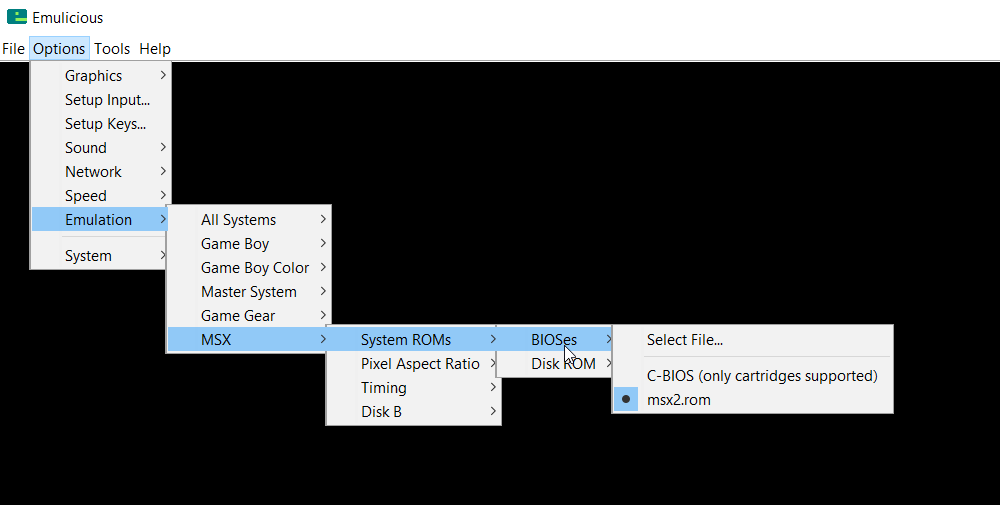 Emulicious
File Options Tools Help
Graphics
Setup Input...
Setup Keys...
Sound
Network
Speed
Emulation
System
All Systems
Game Boy
Game Boy Color
Master System
Game Gear
MSX
System ROMs
Pixel Aspect Ratio
Timing
Disk B
BIOSes
Disk ROM
Select File...
C-BIOS (only cartridges supported)
msx2.rom